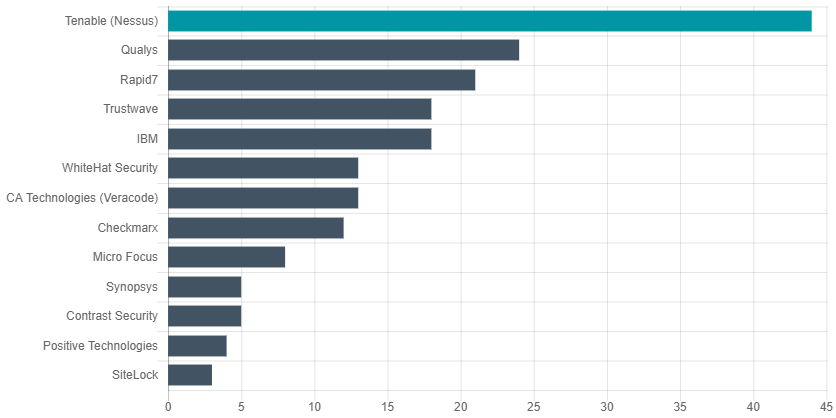 Tenable (Nessus)
Qualys
Rapid7
Trustwave
IBM
WhiteHat Security
CA Technologies (Veracode)
Checkmarx
Micro Focus
Synopsys
Contrast Security
Positive Technologies
SiteLock
0 5 10 15 20 25 30 35 40 45